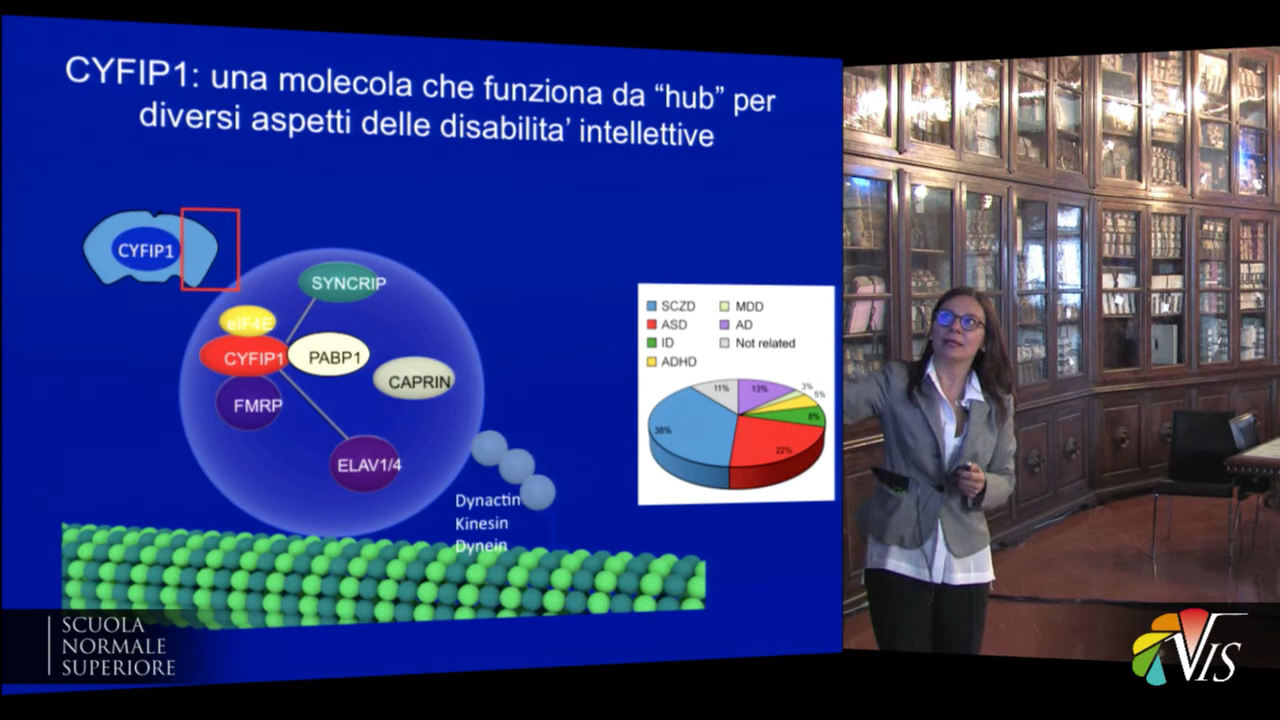 CYFIP1: una molecola che funziona da “hub” per
diversi aspetti delle disabilita’ intellettive
CYFIP1
SYNCRIP
eIF4E
CYFIP1
PABP1
CAPRIN
FMRP
ELAV1/4
Dynactin
Kinesin
Dynein
SCZD
MDD
ASD
AD
ID
Not related
ADHD
11%
13%
3%
5%
8%
22%
38%
SCUOLA
NORMALE
SUPERIORE
VIS